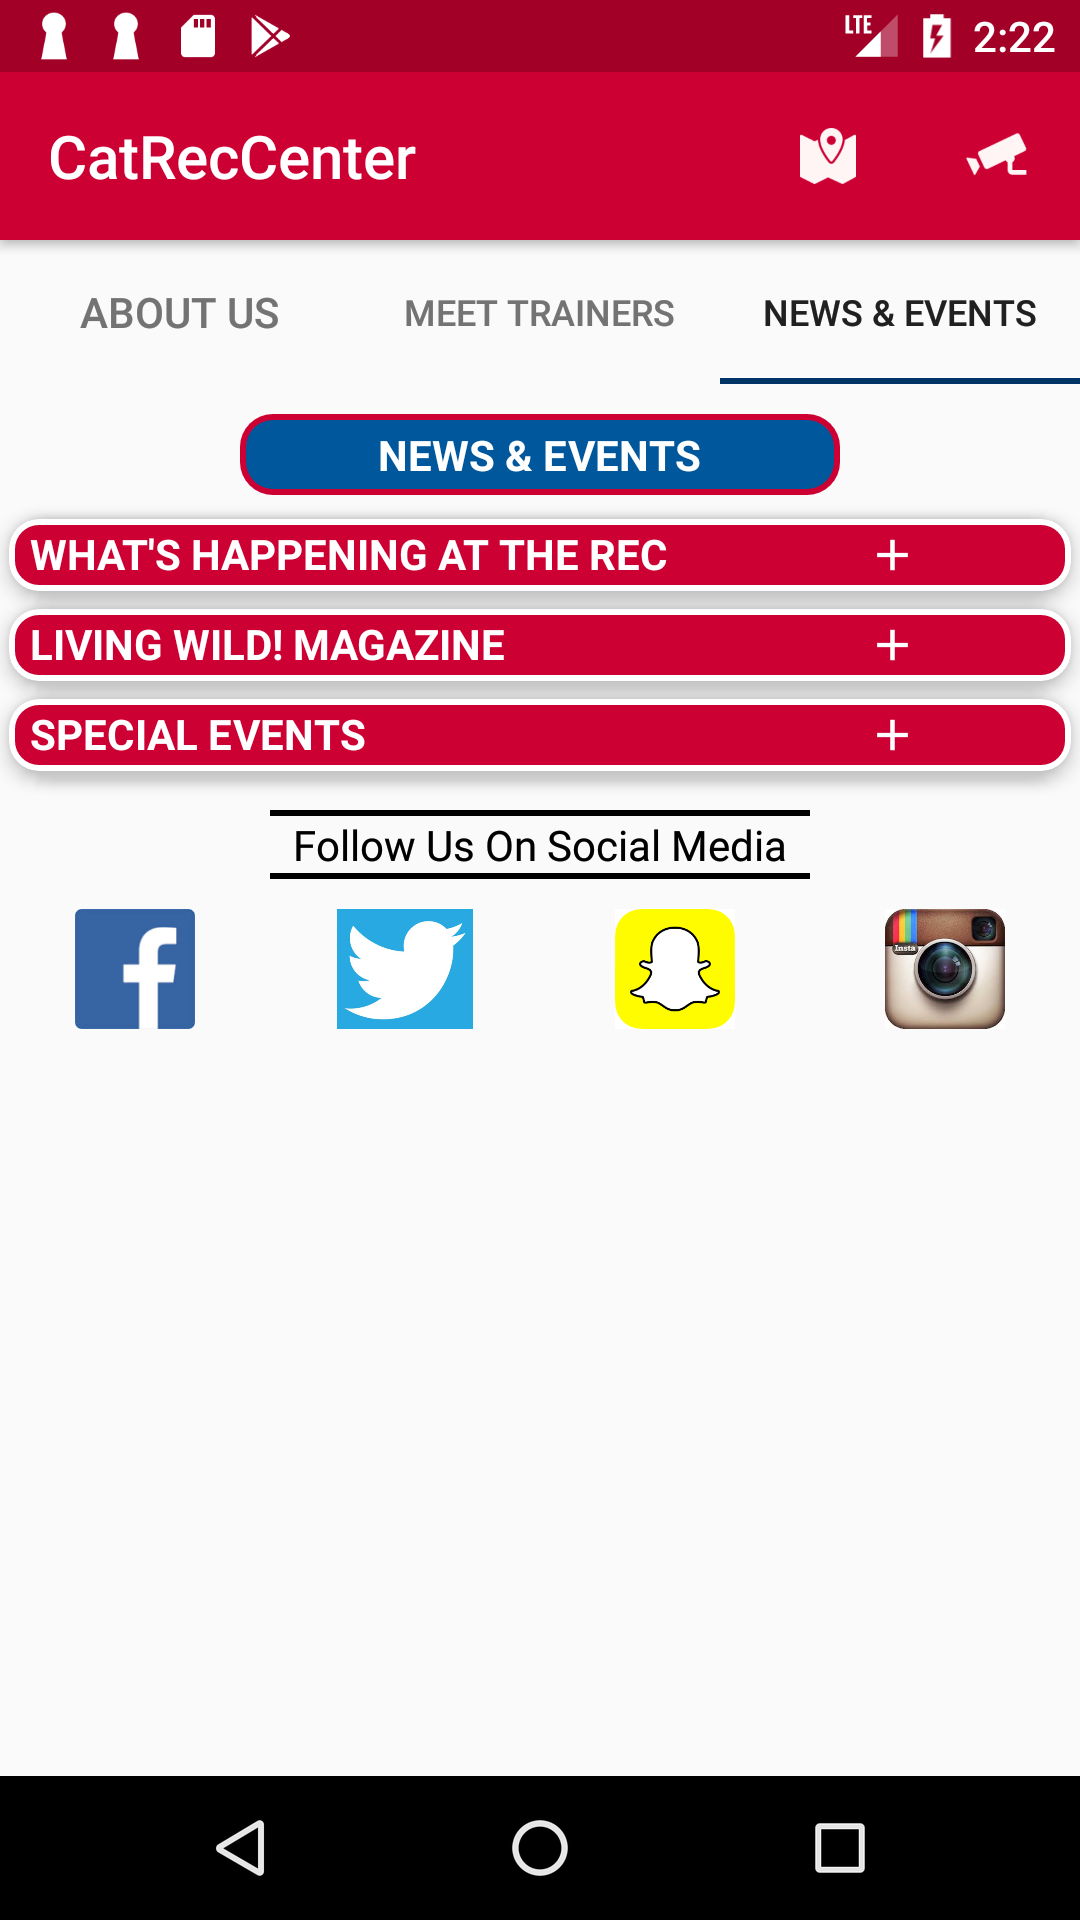 LTE 2:22
CatRecCenter
ABOUT US MEET TRAINERS NEWS & EVENTS
NEWS & EVENTS
WHAT'S HAPPENING AT THE REC +
LIVING WILD! MAGAZINE +
SPECIAL EVENTS +
Follow Us On Social Media
Insta